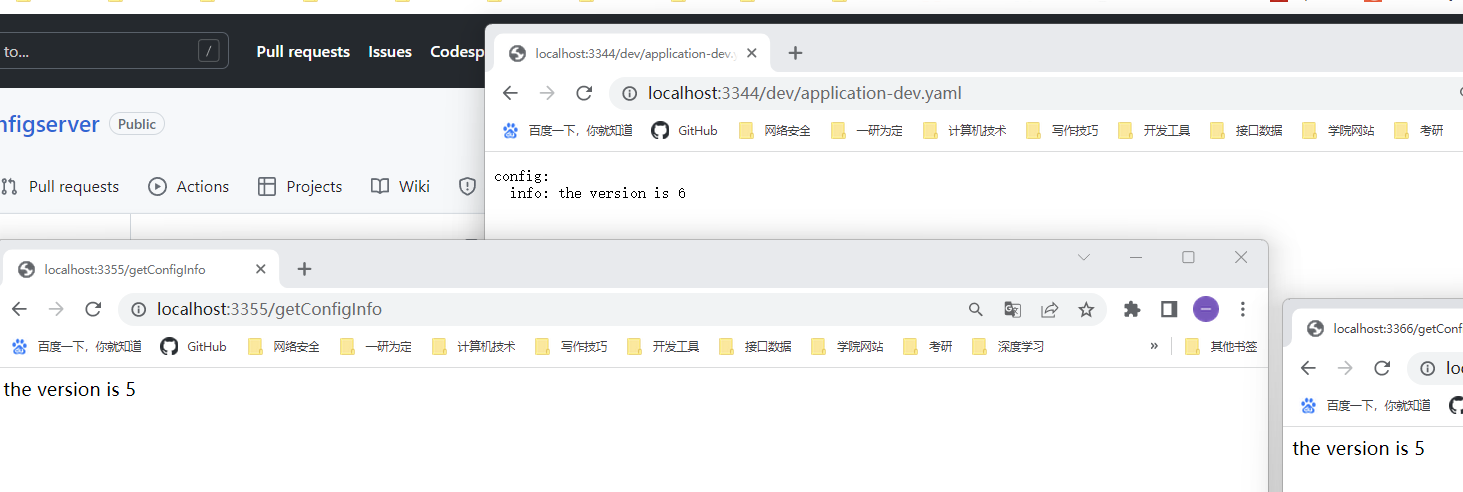 to... / Pull requests Issues Codesp
nfigserver Public
Pull requests Actions Projects Wiki
localhost:3344/dev/application-dev.y
localhost:3344/dev/application-dev.yaml
百度一下，你就知道 GitHub 网络安全 一研为定 计算机技术 写作技巧 开发工具 接口数据 学院网站 考研
config:
info: the version is 6
localhost:3355/getConfigInfo
localhost:3355/getConfigInfo
百度一下，你就知道 GitHub 网络安全 一研为定 计算机技术 写作技巧 开发工具 接口数据 学院网站 考研 深度学习 » 其他书签
the version is 5
localhost:3366/getConf
lo
百度一下，你就知道
the version is 5